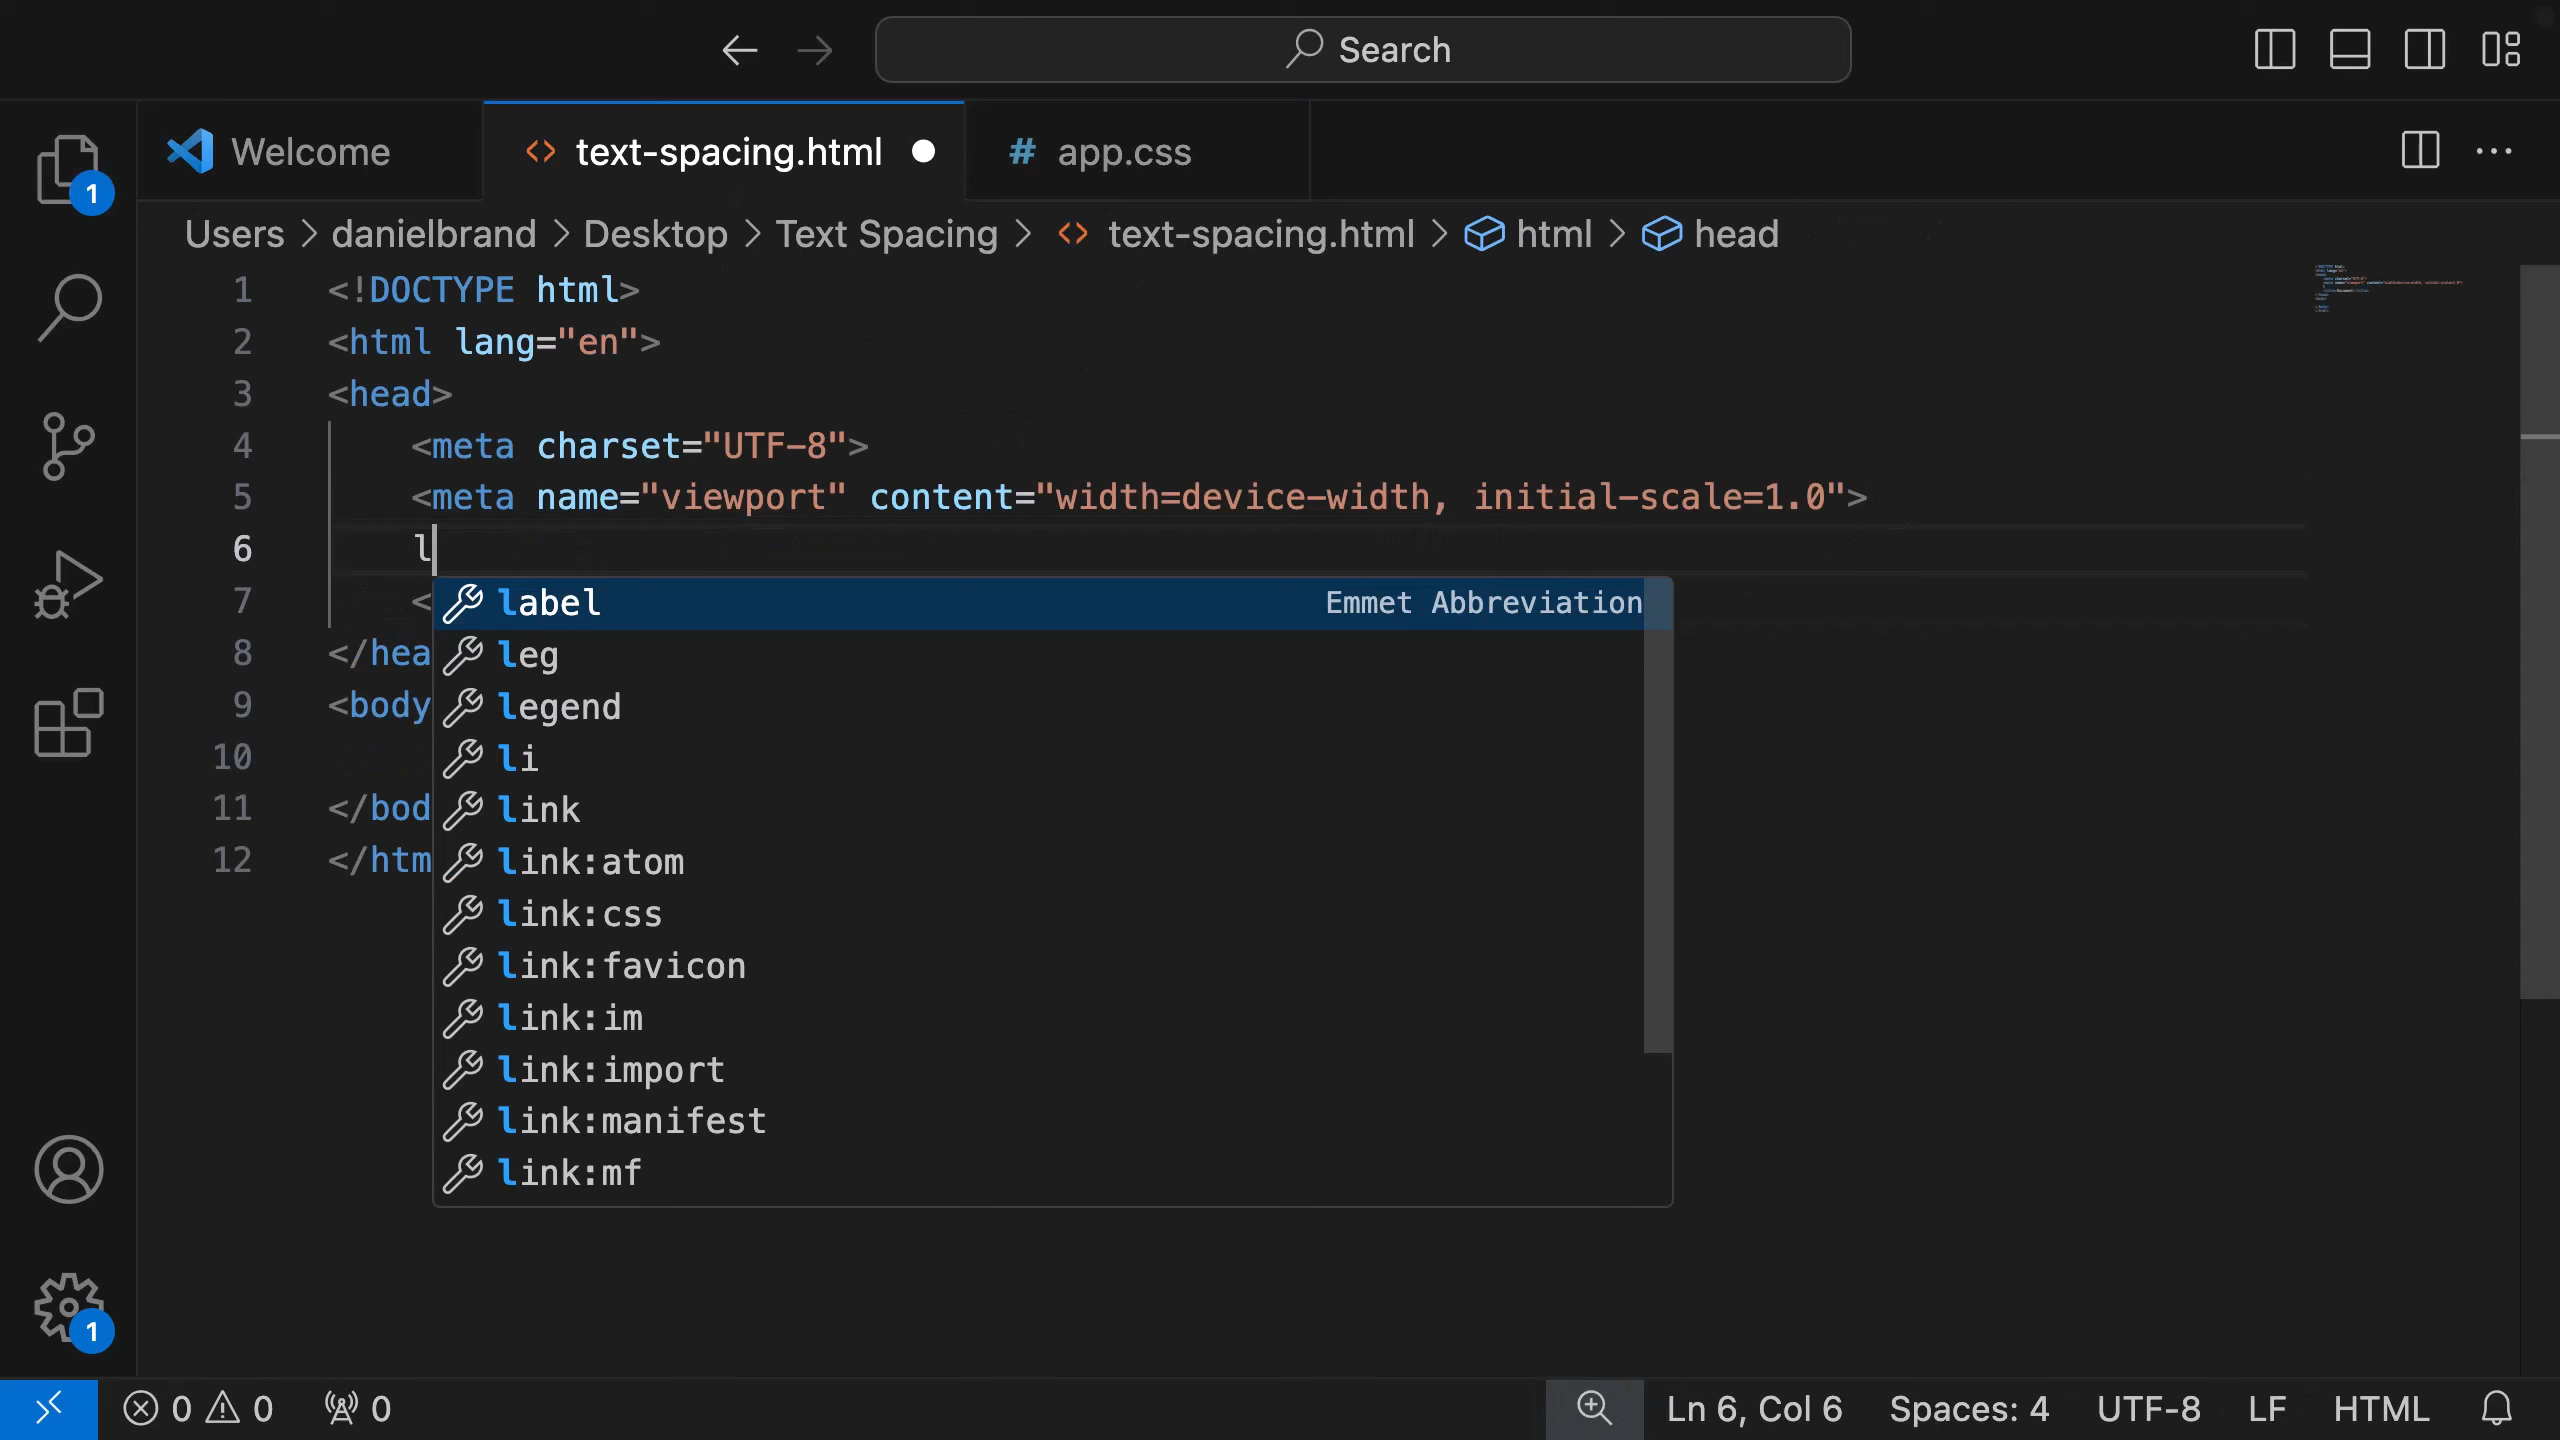 Search
Welcome
text-spacing.html
app.css
Users > danielbrand > Desktop > Text Spacing > <> text-spacing.html > html > head
1 <!DOCTYPE html>
2 <html lang="en">
3 <head>
4 <meta charset="UTF-8">
5 <meta name="viewport" content="width=device-width, initial-scale=1.0">
6 l
7 <
8 </hea
9 <body
10
11 </bod
12 </htm
label Emmet Abbreviation
leg
legend
li
link
link:atom
link:css
link:favicon
link:im
link:import
link:manifest
link:mf
1
1
0 0 0 Ln 6, Col 6 Spaces: 4 UTF-8 LF HTML